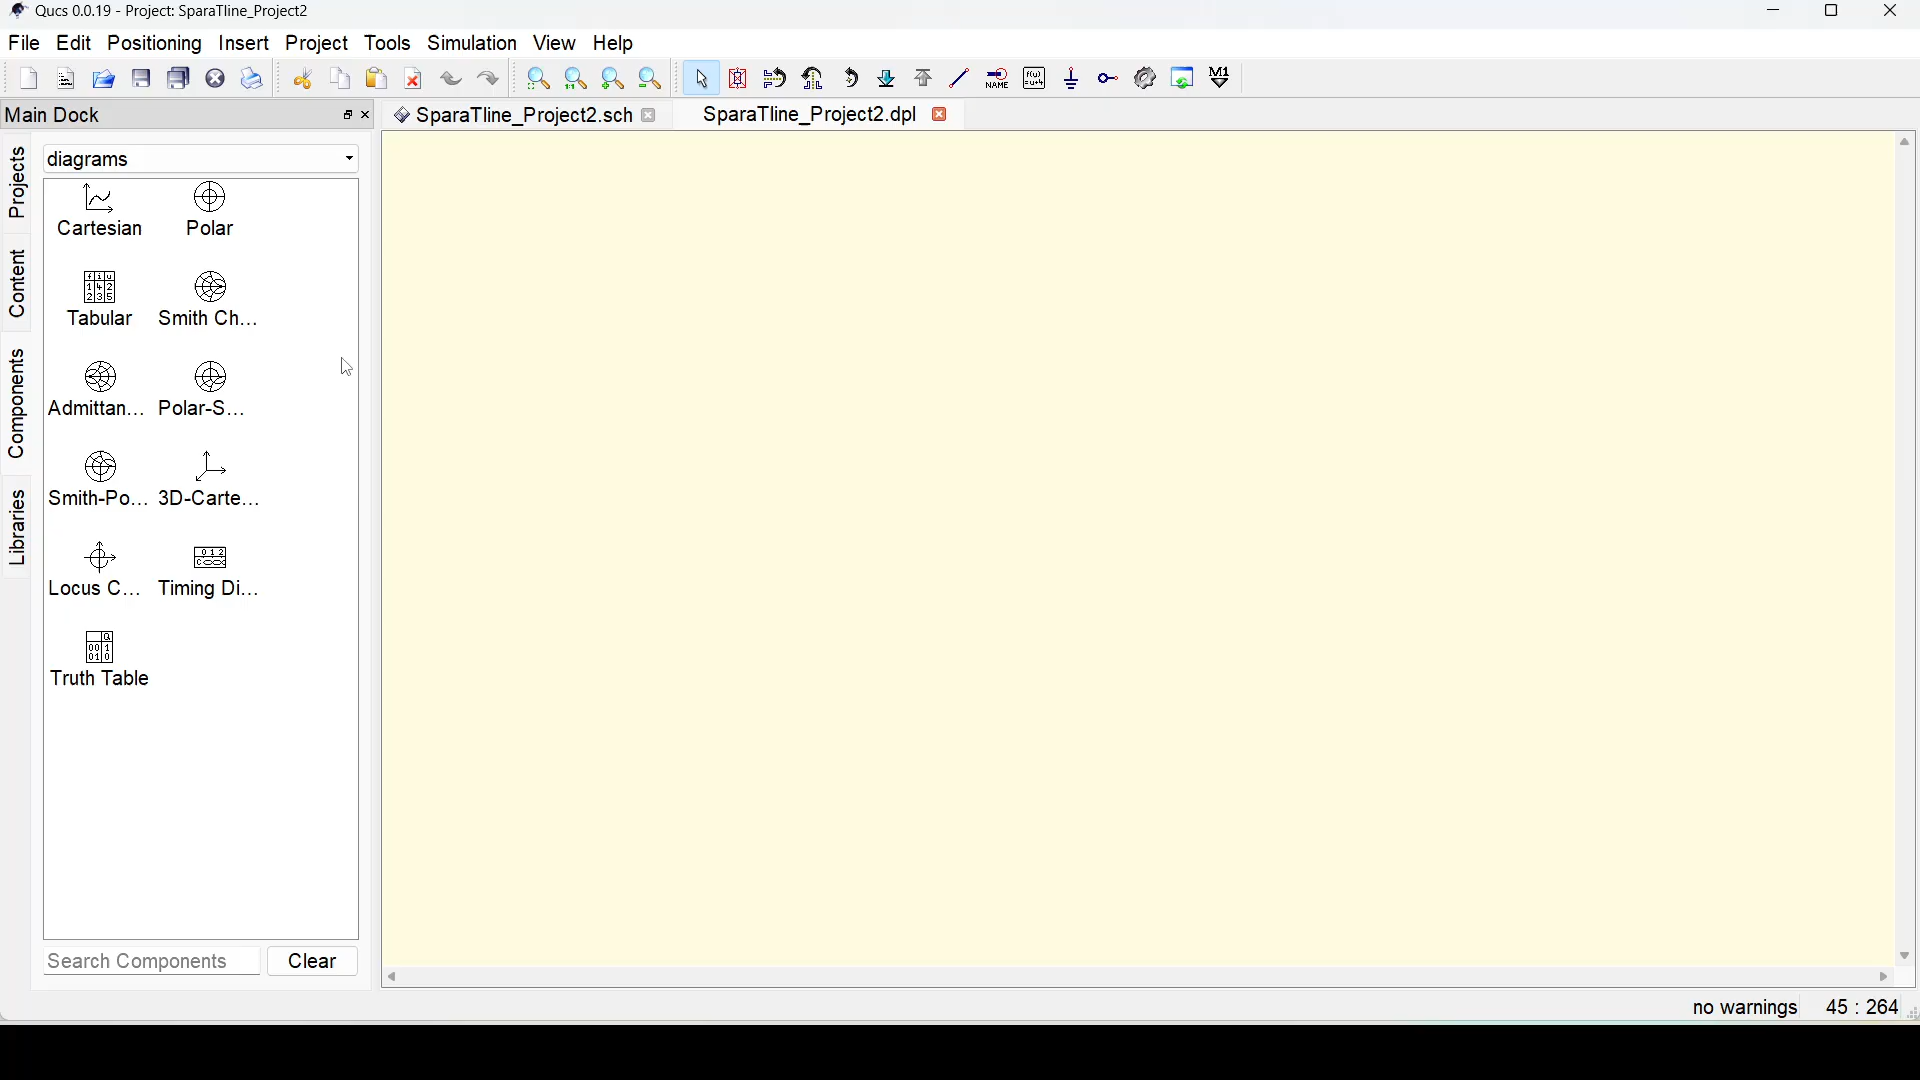 Qucs 0.0.19 - Project: SparaTline_Project2
File Edit Positioning Insert Project Tools Simulation View Help
NAME
M1
Main Dock
SparaTline_Project2.sch
SparaTline_Project2.dpl
Projects
Content
Components
Libraries
diagrams
Cartesian
Polar
Tabular
Smith Ch...
Admittan...
Polar-S...
Smith-Po...
3D-Carte...
Locus C...
Timing Di...
Truth Table
Search Components
Clear
no warnings
45 : 264